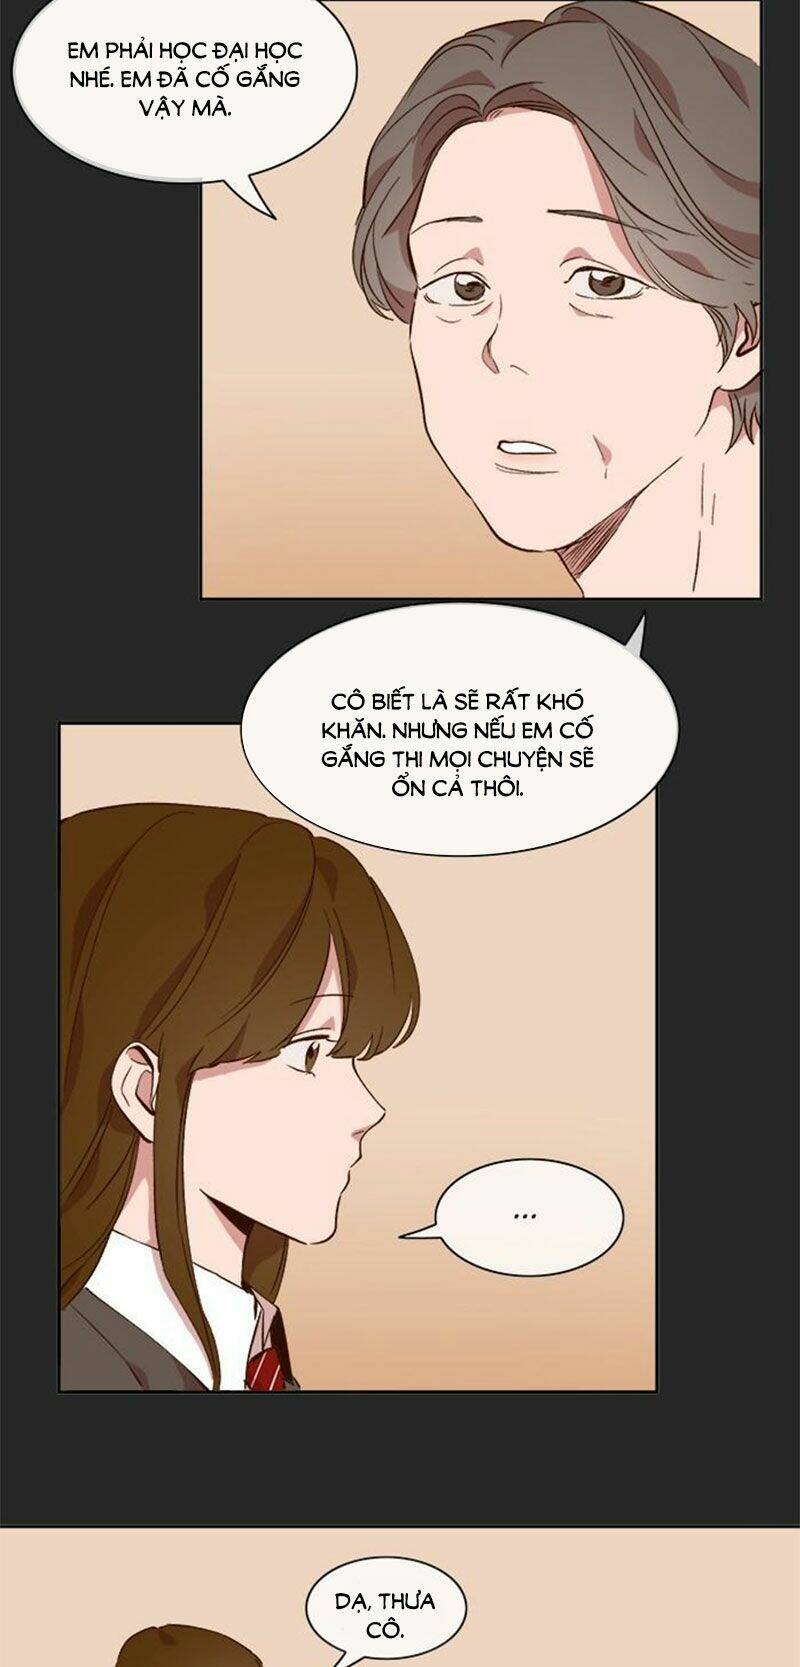 EM PHẢI HỌC ĐẠI HỌC
NHÉ. EM ĐÃ CỐ GẮNG
VẬY MÀ.
CÔ BIẾT LÀ SẼ RẤT KHÓ
KHĂN. NHƯNG NẾU EM CỐ
GẮNG THI MỌI CHUYỆN SẼ
ỔN CẢ THÔI.
...
DẠ, THƯA
CÔ.